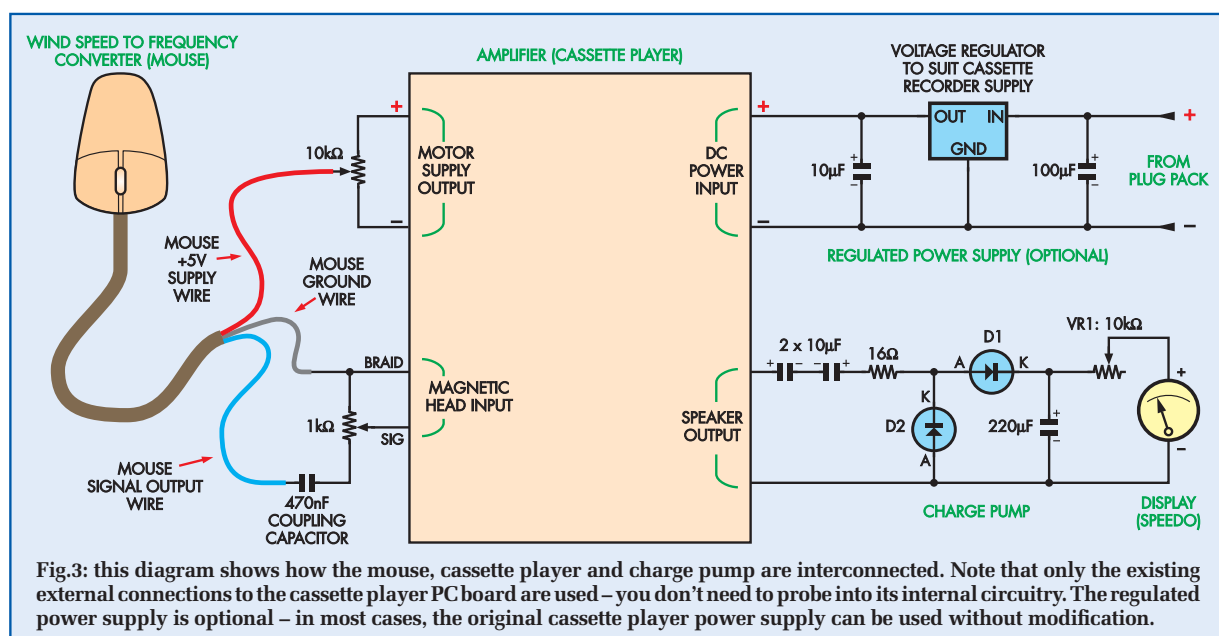 WIND SPEED TO FREQUENCY
CONVERTER (MOUSE)
AMPLIFIER (CASSETTE PLAYER)
VOLTAGE REGULATOR
TO SUIT CASSETTE
RECORDER SUPPLY
+
+
OUT IN
GND
+
10kΩ
MOTOR
SUPPLY
OUTPUT
DC
POWER
INPUT
10µF
+
−
100µF
+
−
FROM
PLUG PACK
−
−
−
MOUSE
+5V
SUPPLY
WIRE
MOUSE
GROUND
WIRE
REGULATED POWER SUPPLY (OPTIONAL)
BRAID
MAGNETIC
HEAD INPUT
1kΩ
SIG
SPEAKER
OUTPUT
2 x 10µF
+ − − +
16Ω
D1
A K
VR1: 10kΩ
+
K
D2
A
220µF
+
−
−
MOUSE
SIGNAL OUTPUT
WIRE
470nF
COUPLING
CAPACITOR
CHARGE PUMP
DISPLAY
(SPEEDO)
Fig.3: this diagram shows how the mouse, cassette player and charge pump are interconnected. Note that only the existing
external connections to the cassette player PC board are used – you don't need to probe into its internal circuitry. The regulated
power supply is optional – in most cases, the original cassette player power supply can be used without modification.